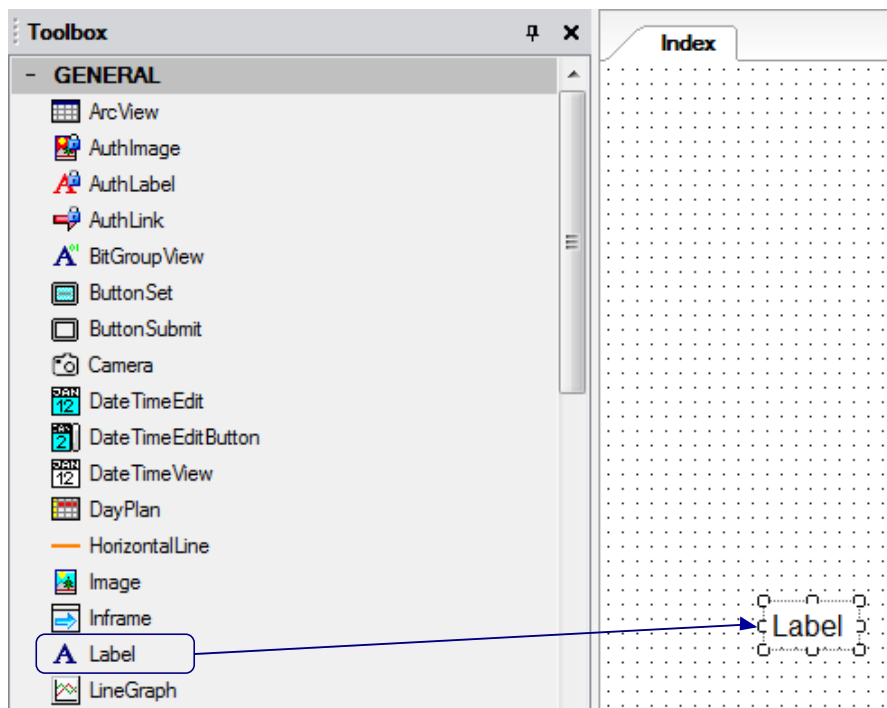 Toolbox
Index
- GENERAL
ArcView
AuthImage
AuthLabel
AuthLink
BitGroupView
ButtonSet
ButtonSubmit
Camera
DateTimeEdit
DateTimeEditButton
DateTimeView
DayPlan
HorizontalLine
Image
Inframe
Label
LineGraph
Label